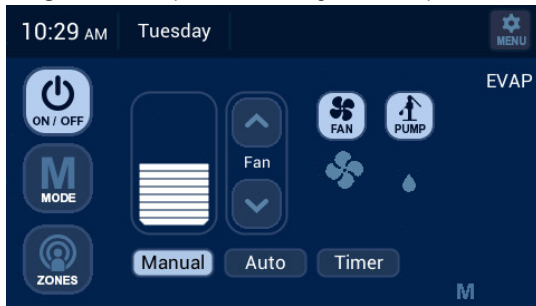 10:29 AM
Tuesday
MENU
EVAP
ON / OFF
FAN
PUMP
Fan
M
MODE
Manual
Auto
Timer
ZONES
M